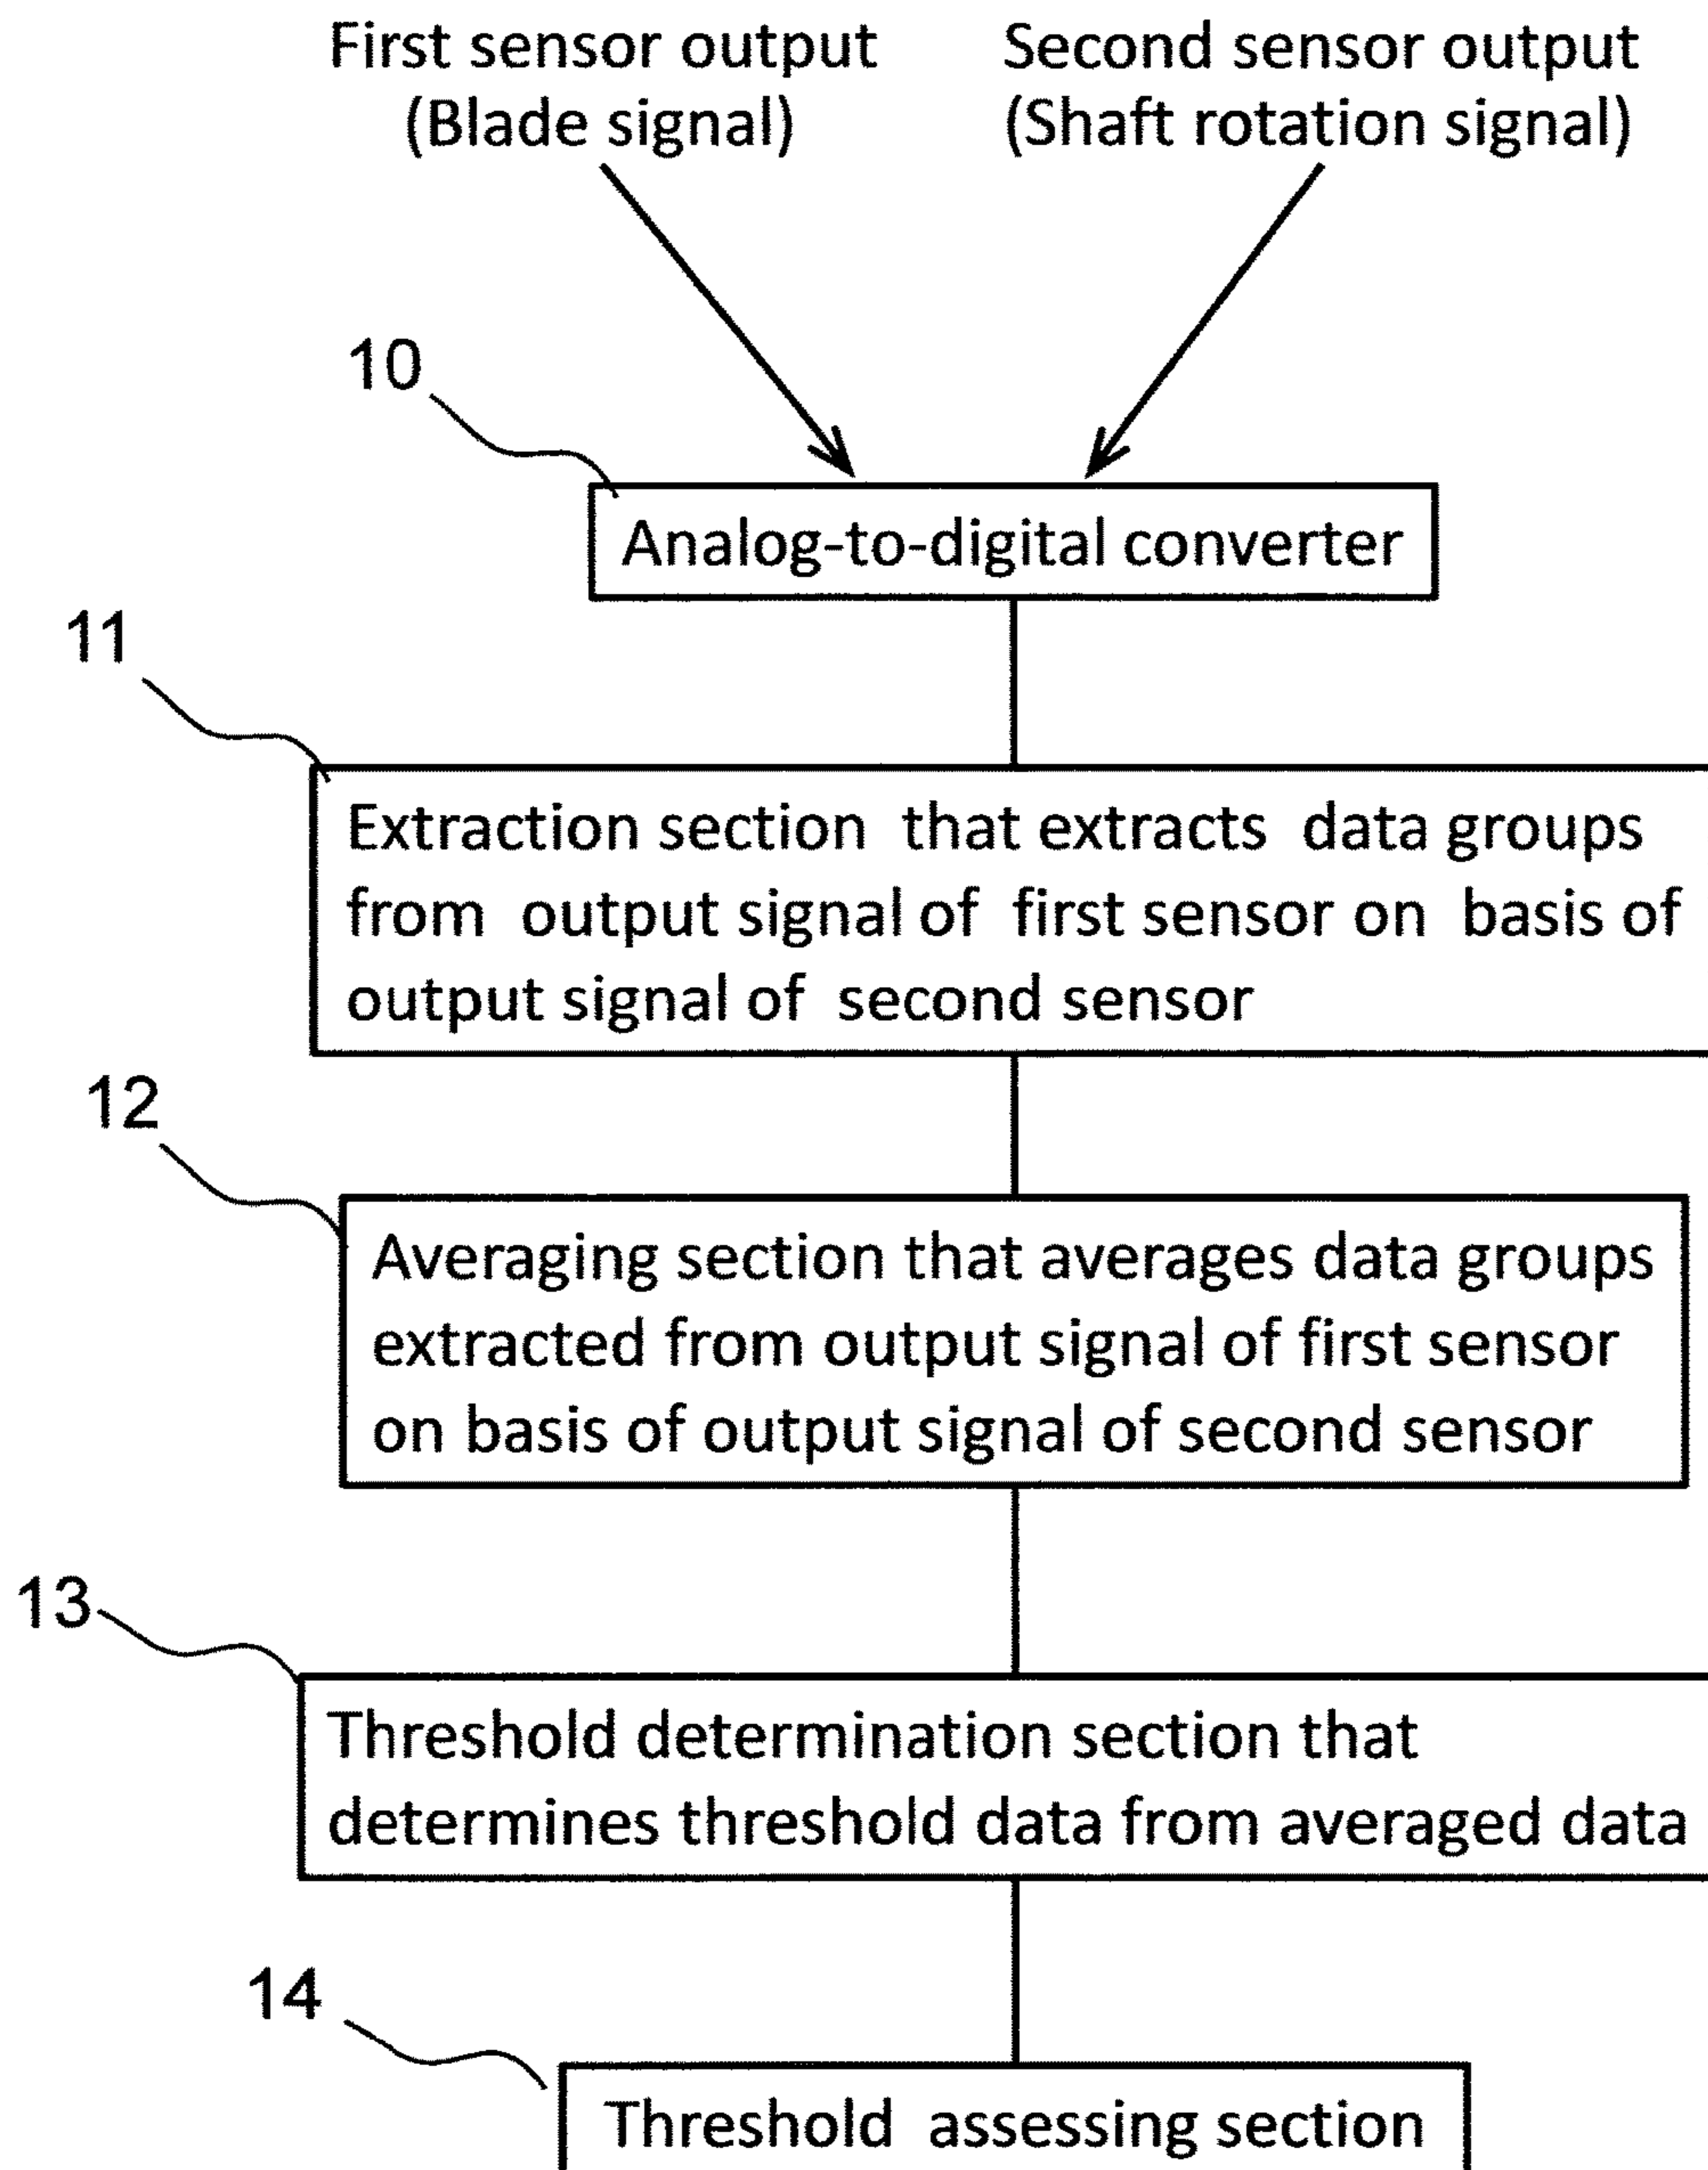 First sensor output
(Blade signal)
Second sensor output
(Shaft rotation signal)
10
Analog-to-digital converter
11
Extraction section that extracts data groups
from output signal of first sensor on basis of
output signal of second sensor
12
Averaging section that averages data groups
extracted from output signal of first sensor
on basis of output signal of second sensor
13
Threshold determination section that
determines threshold data from averaged data
14
Threshold assessing section